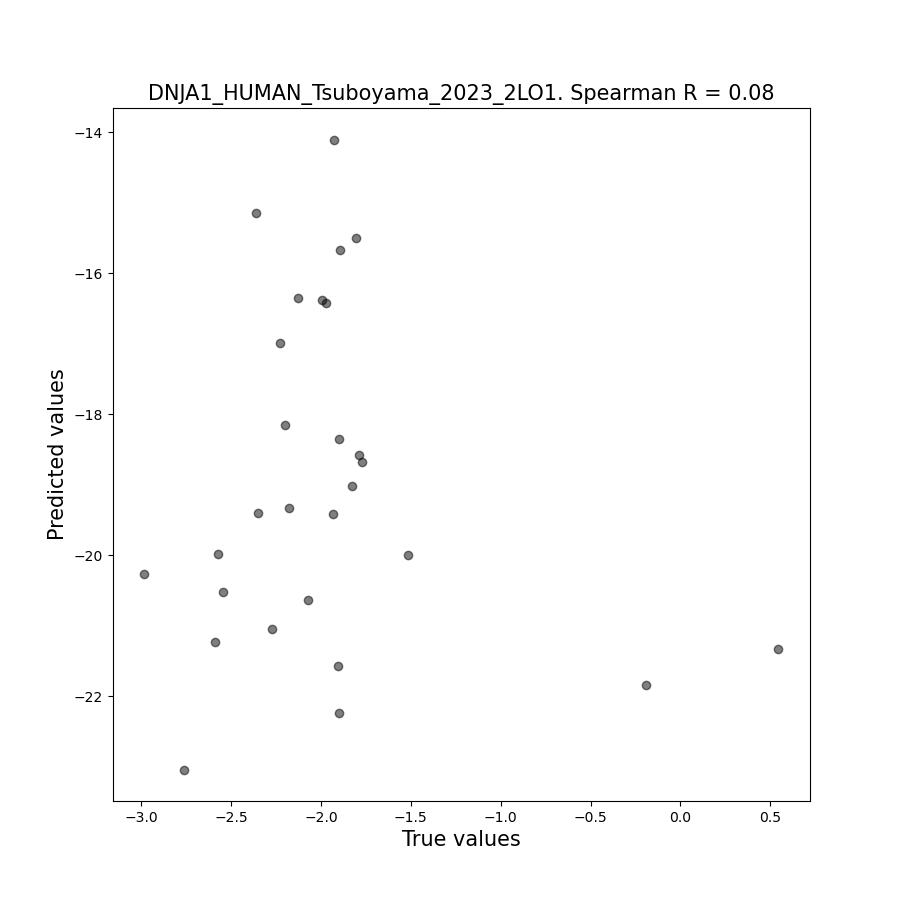 DNJA1_HUMAN_Tsuboyama_2023_2LO1. Spearman R = 0.08
−14
−16
−18
−20
−22
Predicted values
−3.0 −2.5 −2.0 −1.5 −1.0 −0.5 0.0 0.5
True values